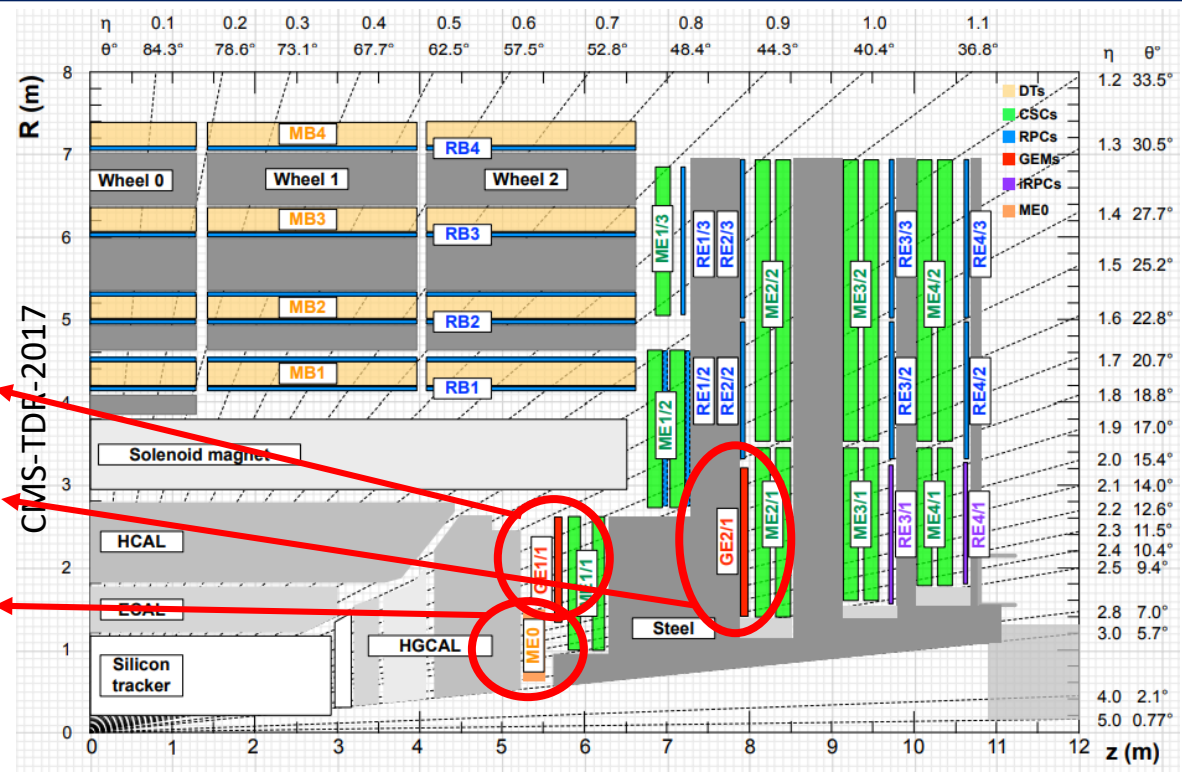 η 0.1 0.2 0.3 0.4 0.5 0.6 0.7 0.8 0.9 1.0 1.1
θ° 84.3° 78.6° 73.1° 67.7° 62.5° 57.5° 52.8° 48.4° 44.3° 40.4° 36.8° η θ°
R (m)
8
7
6
5
4
3
2
1
0
CMS-TDR-2017
MB4
RB4
Wheel 0
Wheel 1
Wheel 2
MB3
RB3
MB2
RB2
MB1
RB1
Solenoid magnet
HCAL
ECAL
Silicon
tracker
HGCAL
ME0
GE1/1
ME1/1
Steel
ME1/3
ME1/2
RE1/3
RE2/3
RE1/2
RE2/2
GE2/1
ME2/2
ME2/1
ME3/2
ME3/1
RE3/3
RE3/2
RE3/1
ME4/2
ME4/1
RE4/3
RE4/2
RE4/1
DTs
CSCs
RPCs
GEMs
iRPCs
ME0
1.2 33.5°
1.3 30.5°
1.4 27.7°
1.5 25.2°
1.6 22.8°
1.7 20.7°
1.8 18.8°
1.9 17.0°
2.0 15.4°
2.1 14.0°
2.2 12.6°
2.3 11.5°
2.4 10.4°
2.5 9.4°
2.8 7.0°
3.0 5.7°
4.0 2.1°
5.0 0.77°
0 1 2 3 4 5 6 7 8 9 10 11 12 z (m)